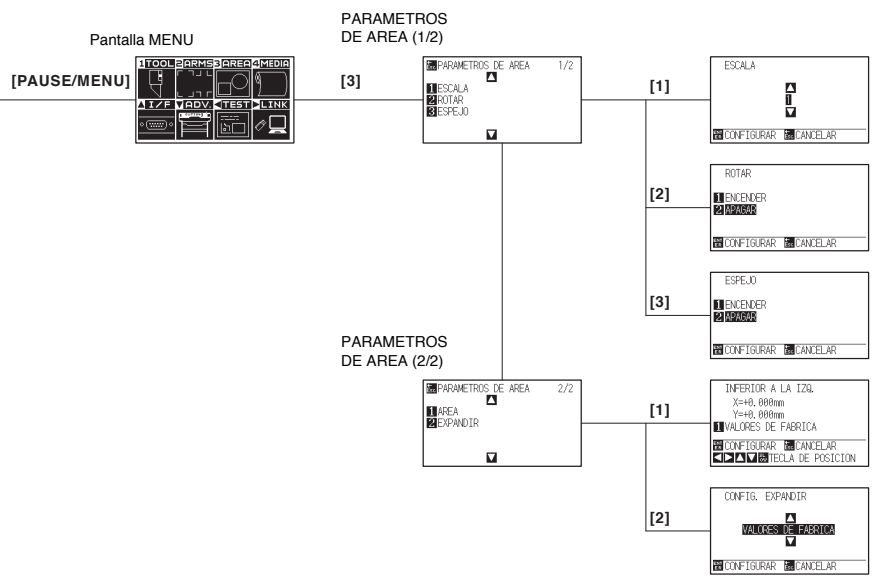 PARAMETROS
DE AREA (1/2)
Pantalla MENU
[PAUSE/MENU]
1TOOL 2ARMS 3AREA 4MEDIA
▲I/F ▼ADV. ◀TEST ▶LINK
[3]
PARAMETROS DE AREA 1/2
▲
1 ESCALA
2 ROTAR
3 ESPEJO
▼
[1]
ESCALA
▲
1
▼
CONFIGURAR CANCELAR
[2]
ROTAR
1 ENCENDER
2 APAGAR
CONFIGURAR CANCELAR
[3]
ESPEJO
1 ENCENDER
2 APAGAR
CONFIGURAR CANCELAR
PARAMETROS
DE AREA (2/2)
PARAMETROS DE AREA 2/2
▲
1 AREA
2 EXPANDIR
▼
[1]
INFERIOR A LA IZQ.
X=+0.000mm
Y=+0.000mm
1 VALORES DE FABRICA
CONFIGURAR CANCELAR
◀▶▲▼ TECLA DE POSICION
[2]
CONFIG. EXPANDIR
▲
VALORES DE FABRICA
▼
CONFIGURAR CANCELAR